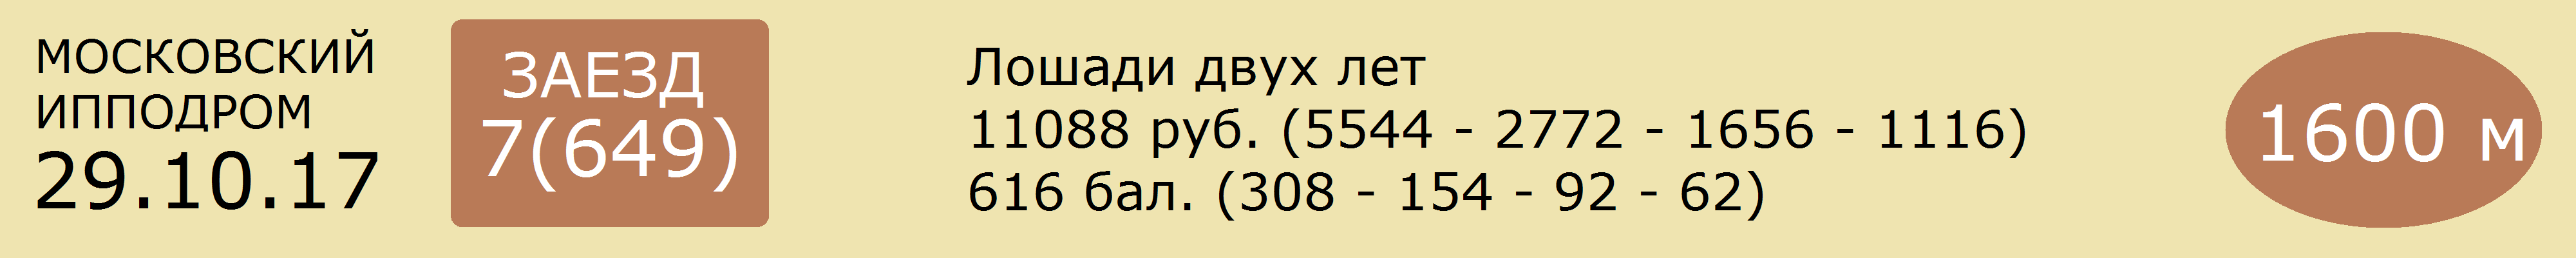 МОСКОВСКИЙ
ИППОДРОМ
29.10.17
ЗАЕЗД
7(649)
Лошади двух лет
11088 руб. (5544 - 2772 - 1656 - 1116)
616 бал. (308 - 154 - 92 - 62)
1600 м